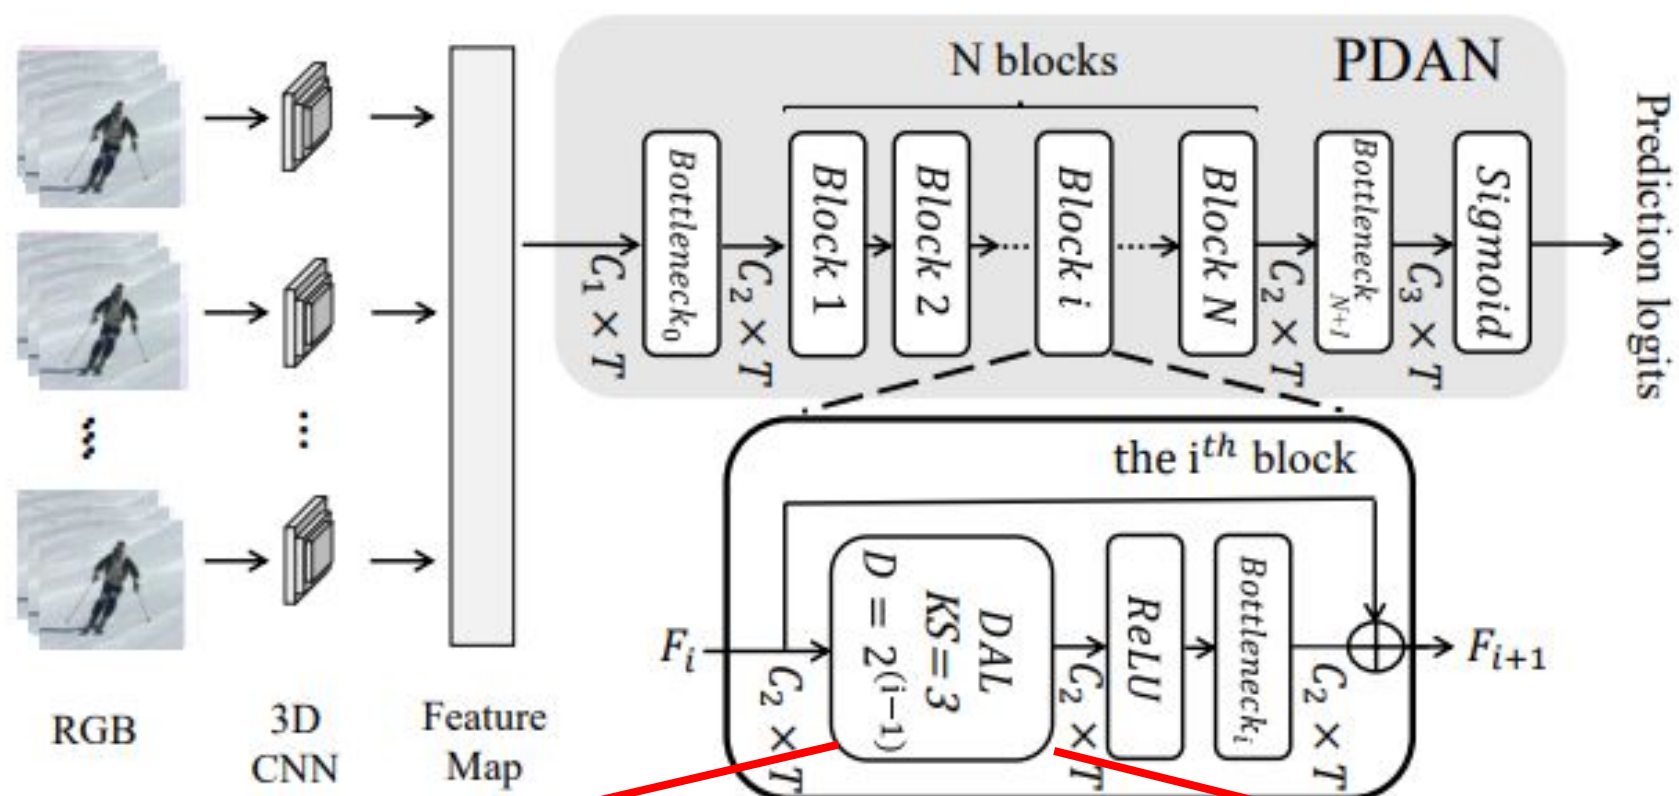 N blocks
PDAN
Bottleneck₀
Block 1
Block 2
Block i
Block N
Bottleneck
N+1
Sigmoid
C₁ × T
C₂ × T
C₂ × T
C₃ × T
Prediction logits
the iᵗʰ block
Fᵢ
C₂ × T
DAL
KS=3
D = 2⁽ⁱ⁻¹⁾
C₂ × T
ReLU
Bottleneckᵢ
C₂ × T
Fᵢ₊₁
RGB
3D
CNN
Feature
Map